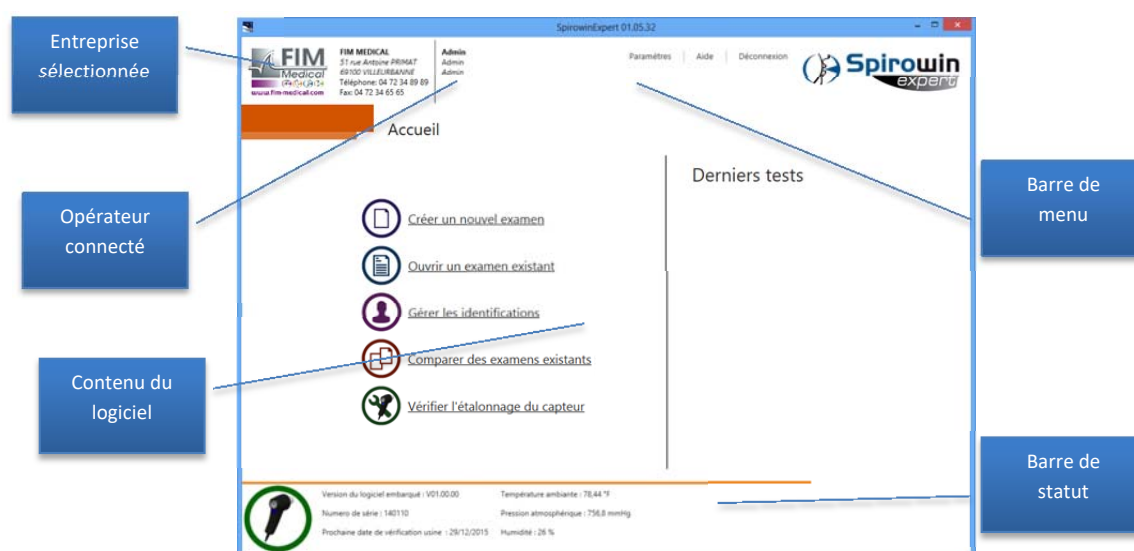 SpirowinExpert 01.05.32
Entreprise
sélectionnée
FIM
Medical
www.fim-medical.com
FIM MEDICAL
51 rue Antoine PRIMAT
69100 VILLEURBANNE
Téléphone: 04 72 34 89 89
Fax: 04 72 34 65 65
Admin
Admin
Admin
Paramètres
Aide
Déconnexion
Spirowin
expert
Accueil
Derniers tests
Opérateur
connecté
Barre de
menu
Créer un nouvel examen
Ouvrir un examen existant
Gérer les identifications
Comparer des examens existants
Vérifier l'étalonnage du capteur
Contenu du
logiciel
Barre de
statut
Version du logiciel embarqué : V01.00.00
Numero de série : 140110
Prochaine date de vérification usine : 29/12/2015
Température ambiante : 78,44 °F
Pression atmosphérique : 756,8 mmHg
Humidité : 26 %